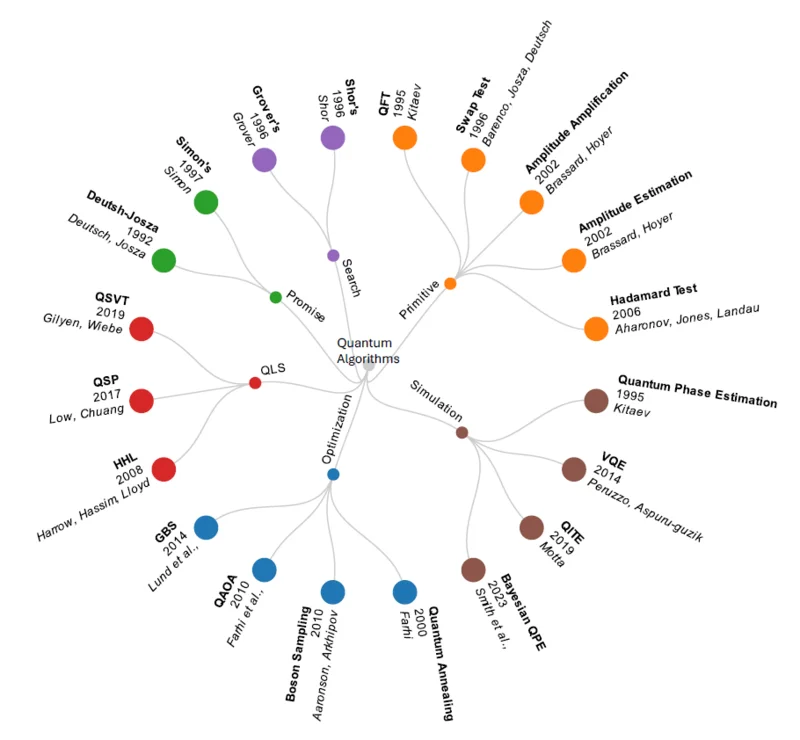 Quantum
Algorithms
Search
Grover's
1996
Grover
Shor's
1996
Shor
Primitive
QFT
1995
Kitaev
Swap Test
1996
Barenco, Josza, Deutsch
Amplitude Amplification
2002
Brassard, Hoyer
Amplitude Estimation
2002
Brassard, Hoyer
Hadamard Test
2006
Aharonov, Jones, Landau
Simulation
Quantum Phase Estimation
1995
Kitaev
VQE
2014
Peruzzo, Aspuru-guzik
QITE
2019
Motta
Bayesian QPE
2023
Smith et al.,
Optimization
Quantum Annealing
2000
Farhi
Boson Sampling
2010
Aaronson, Arkhipov
QAOA
2010
Farhi et al.,
GBS
2014
Lund et al.,
QLS
HHL
2008
Harrow, Hassim, Lloyd
QSP
2017
Low, Chuang
QSVT
2019
Gilyen, Wiebe
Promise
Deutsh-Josza
1992
Deutsch, Josza
Simon's
1997
Simon